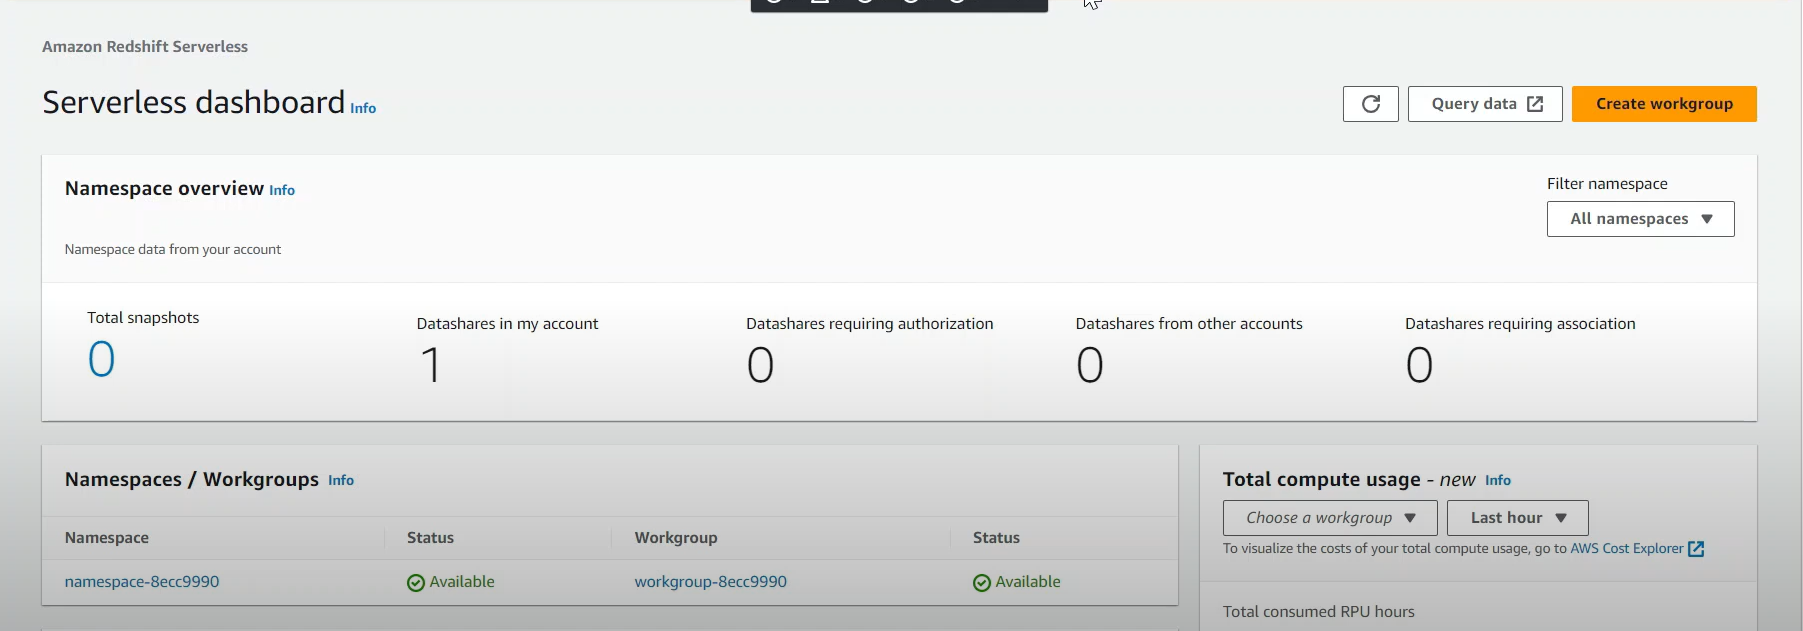 Amazon Redshift Serverless
Serverless dashboard Info
Query data
Create workgroup
Namespace overview Info
Filter namespace
All namespaces
Namespace data from your account
Total snapshots
0
Datashares in my account
1
Datashares requiring authorization
0
Datashares from other accounts
0
Datashares requiring association
0
Namespaces / Workgroups Info
Namespace Status Workgroup Status
namespace-8ecc9990 Available workgroup-8ecc9990 Available
Total compute usage - new Info
Choose a workgroup
Last hour
To visualize the costs of your total compute usage, go to AWS Cost Explorer
Total consumed RPU hours